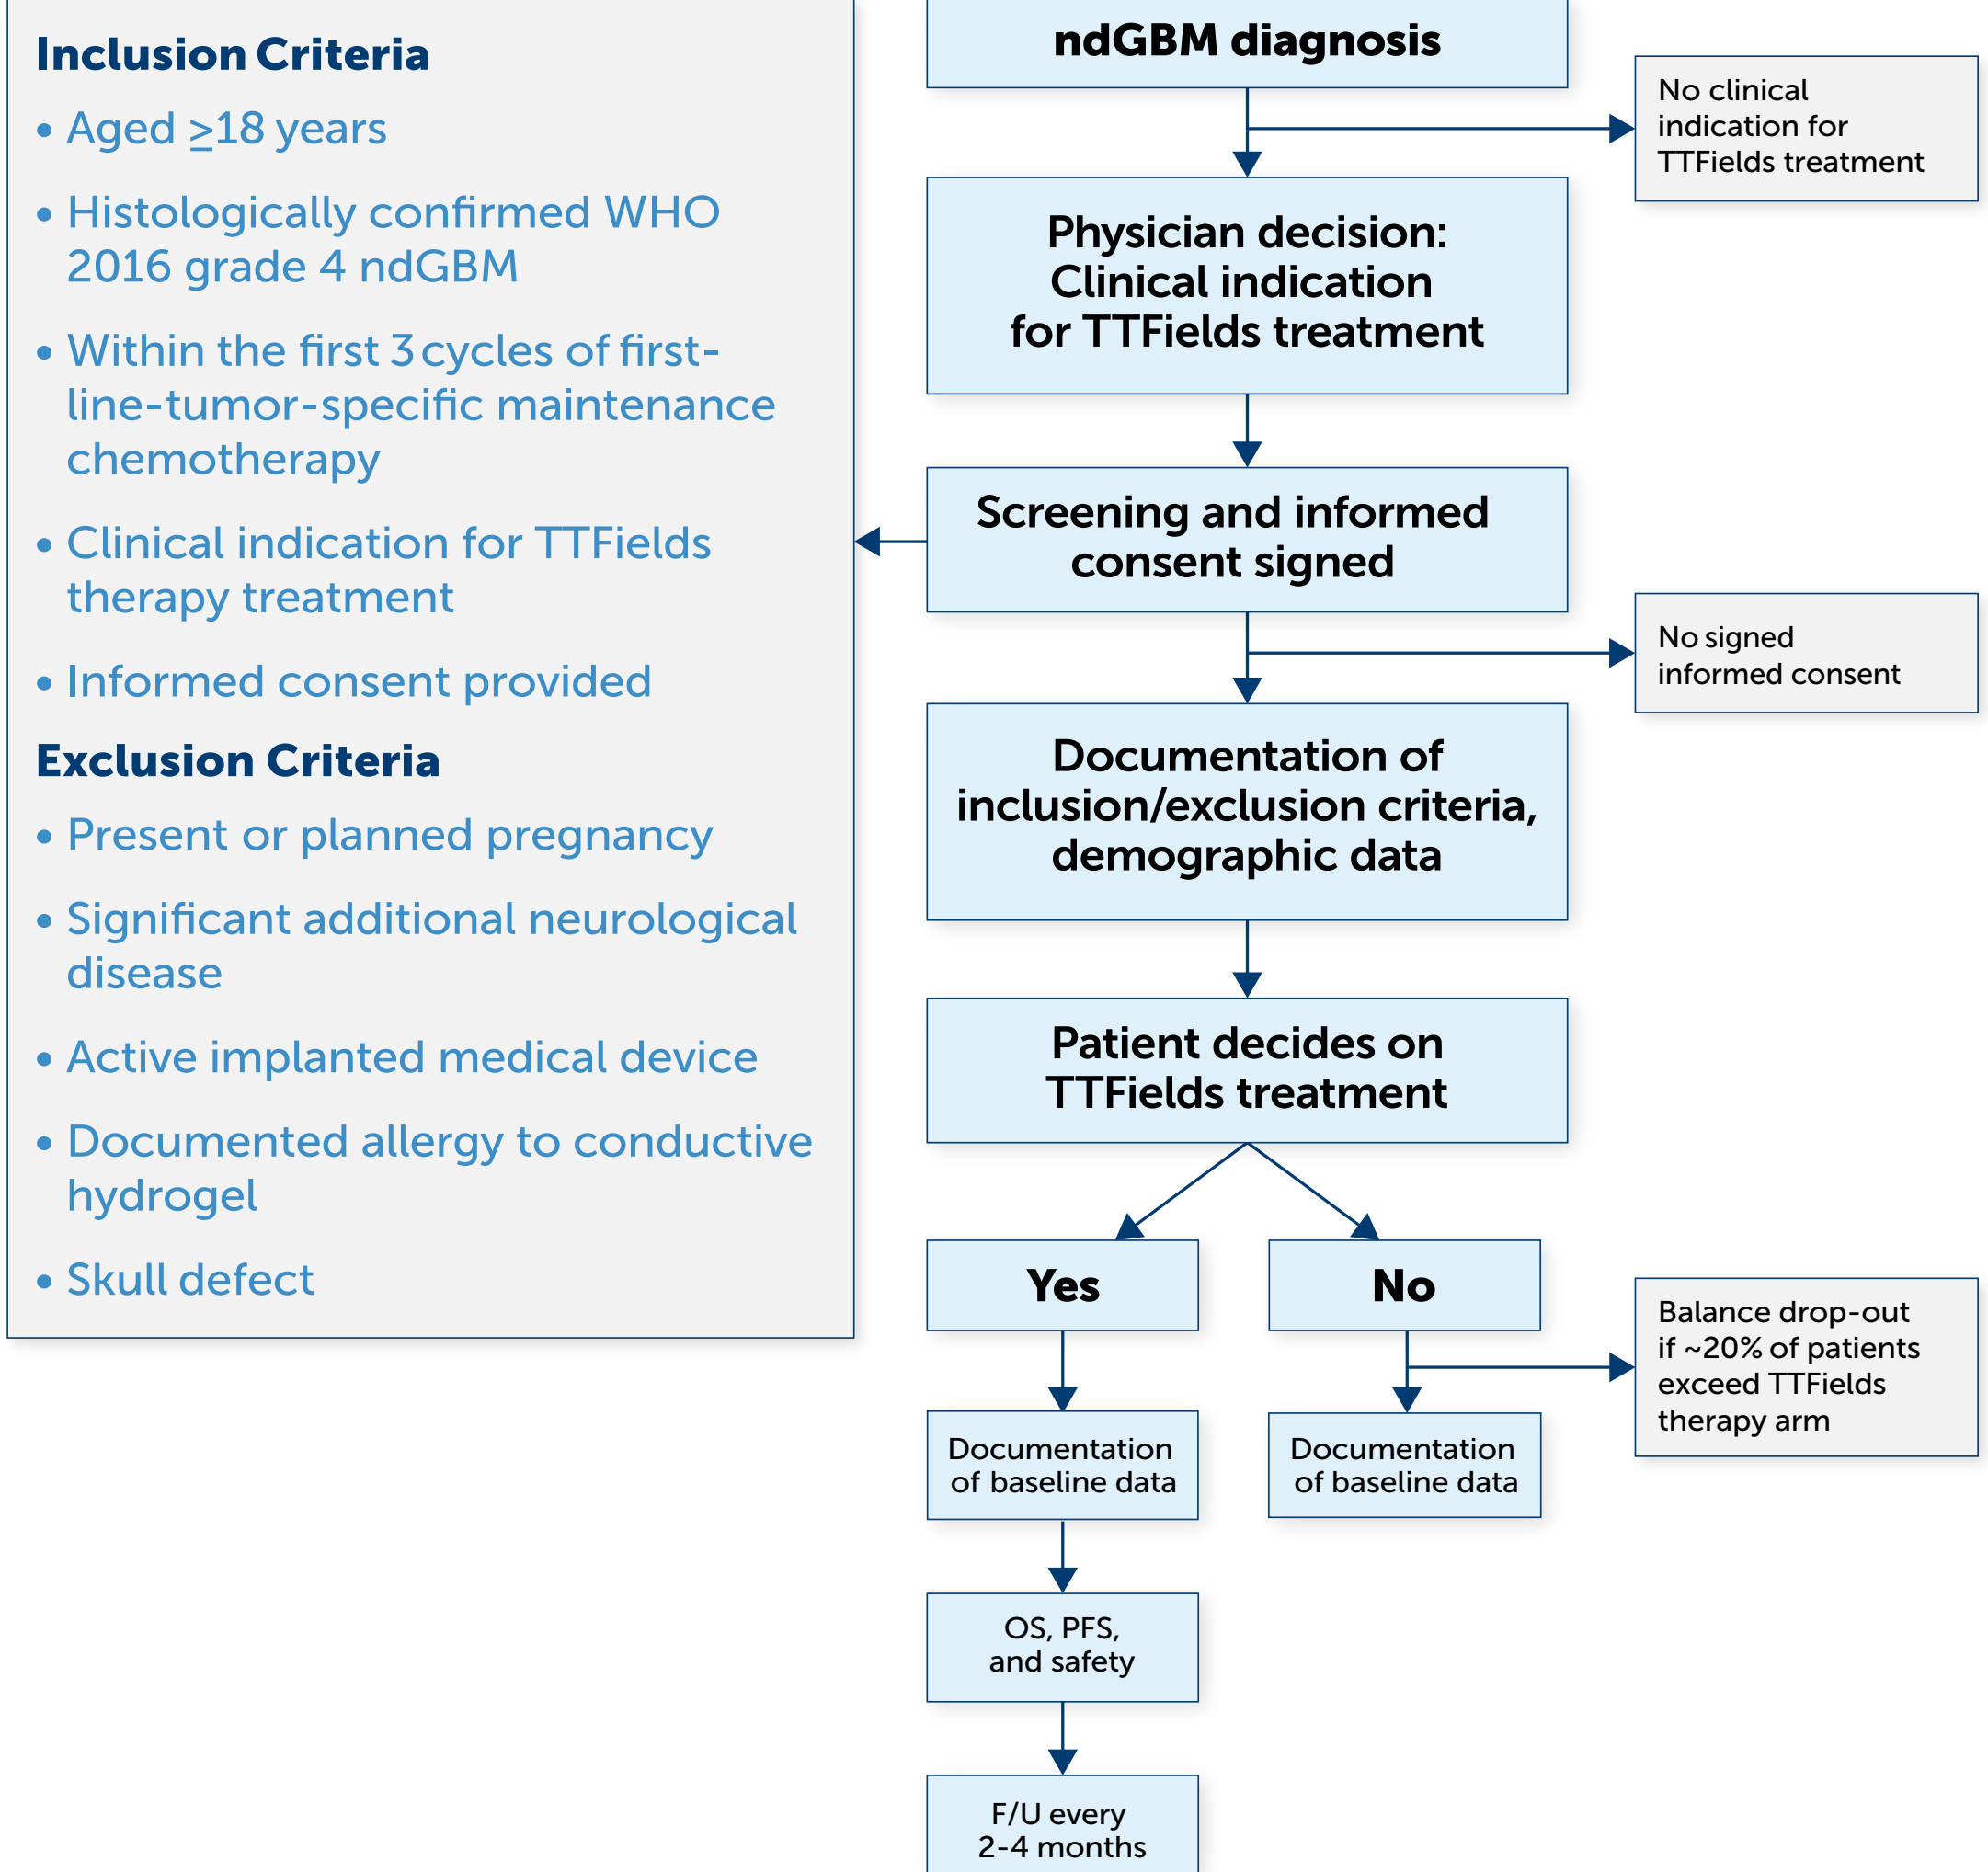 Inclusion Criteria
• Aged ≥18 years
• Histologically confirmed WHO
2016 grade 4 ndGBM
• Within the first 3 cycles of first-
line-tumor-specific maintenance
chemotherapy
• Clinical indication for TTFields
therapy treatment
• Informed consent provided
Exclusion Criteria
• Present or planned pregnancy
• Significant additional neurological
disease
• Active implanted medical device
• Documented allergy to conductive
hydrogel
• Skull defect
ndGBM diagnosis
No clinical
indication for
TTFields treatment
Physician decision:
Clinical indication
for TTFields treatment
Screening and informed
consent signed
No signed
informed consent
Documentation of
inclusion/exclusion criteria,
demographic data
Patient decides on
TTFields treatment
Yes
No
Balance drop-out
if ~20% of patients
exceed TTFields
therapy arm
Documentation
of baseline data
Documentation
of baseline data
OS, PFS,
and safety
F/U every
2-4 months